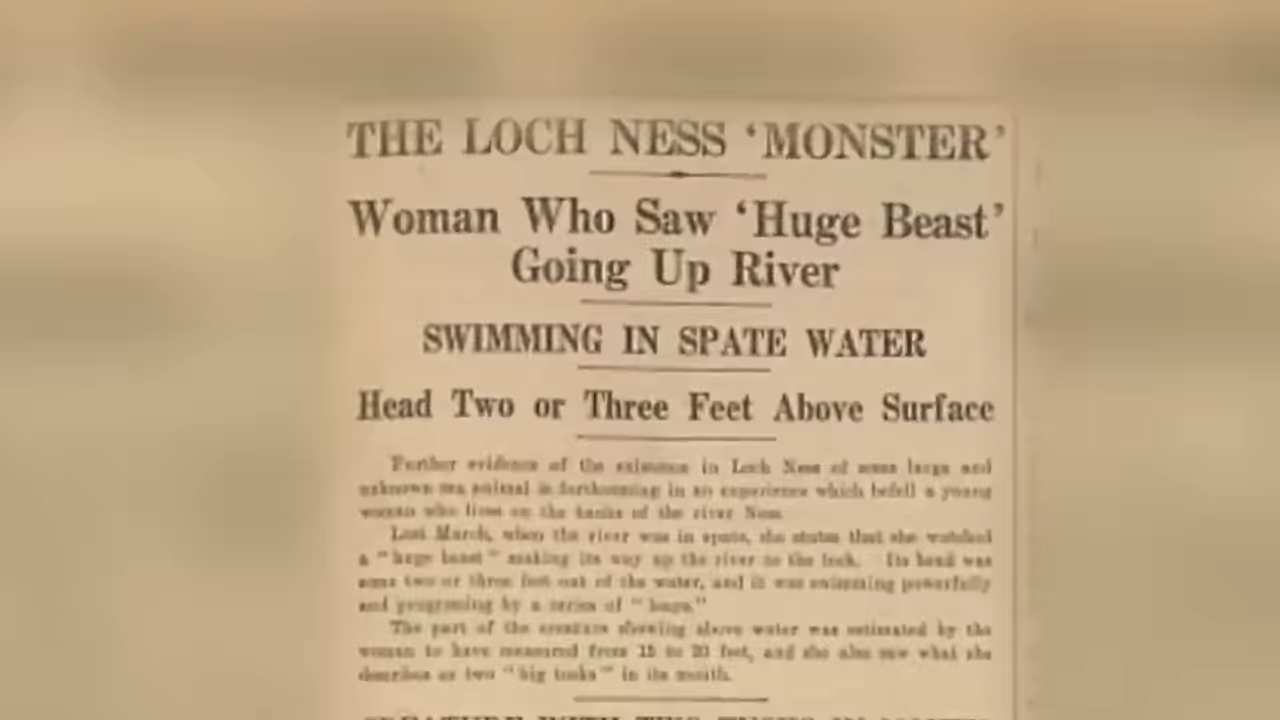 THE LOCH NESS ‘MONSTER’
Woman Who Saw ‘Huge Beast’
Going Up River
SWIMMING IN SPATE WATER
Head Two or Three Feet Above Surface
Further evidence of the existence in Loch Ness of some large and
unknown sea animal is forthcoming in an experience which befell a young
woman who lives on the banks of the river Ness.
Last March, when the river was in spate, she states that she watched
a “huge beast” making its way up the river to the loch. Its head was
some two or three feet out of the water, and it was swimming powerfully
and progressing by a series of
The part of the creature showing above water was estimated by the
woman to have measured from 15 to 20 feet, and she also saw what she
describes as two “big tusks” in its mouth.